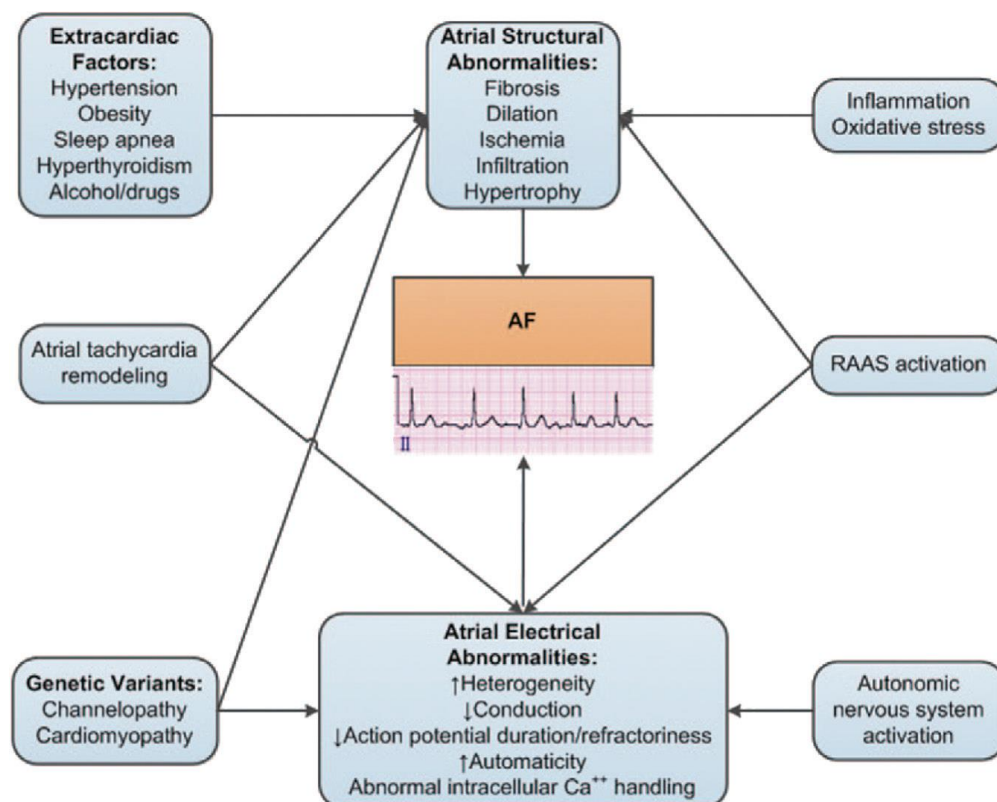 Extracardiac
Factors:
Hypertension
Obesity
Sleep apnea
Hyperthyroidism
Alcohol/drugs
Atrial Structural
Abnormalities:
Fibrosis
Dilation
Ischemia
Infiltration
Hypertrophy
Inflammation
Oxidative stress
AF
II
Atrial tachycardia
remodeling
RAAS activation
Genetic Variants:
Channelopathy
Cardiomyopathy
Atrial Electrical
Abnormalities:
↑Heterogeneity
↓Conduction
↓Action potential duration/refractoriness
↑Automaticity
Abnormal intracellular Ca⁺⁺ handling
Autonomic
nervous system
activation